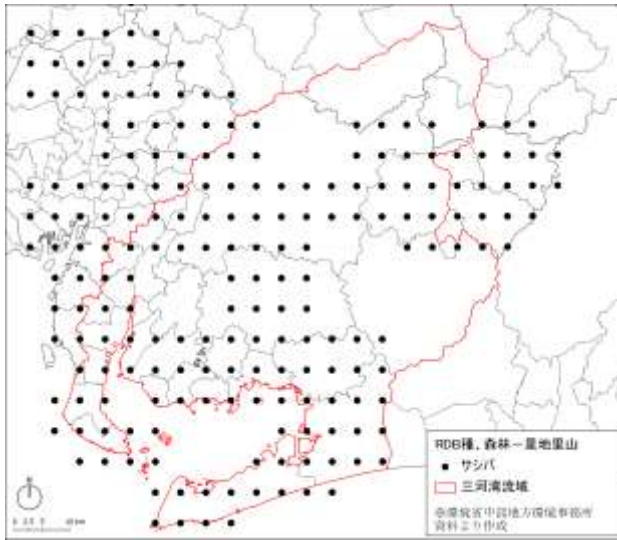 RDB種、森林－里地里山
サシバ
三河湾流域
※環境省中部地方環境事務所
資料より作成
N